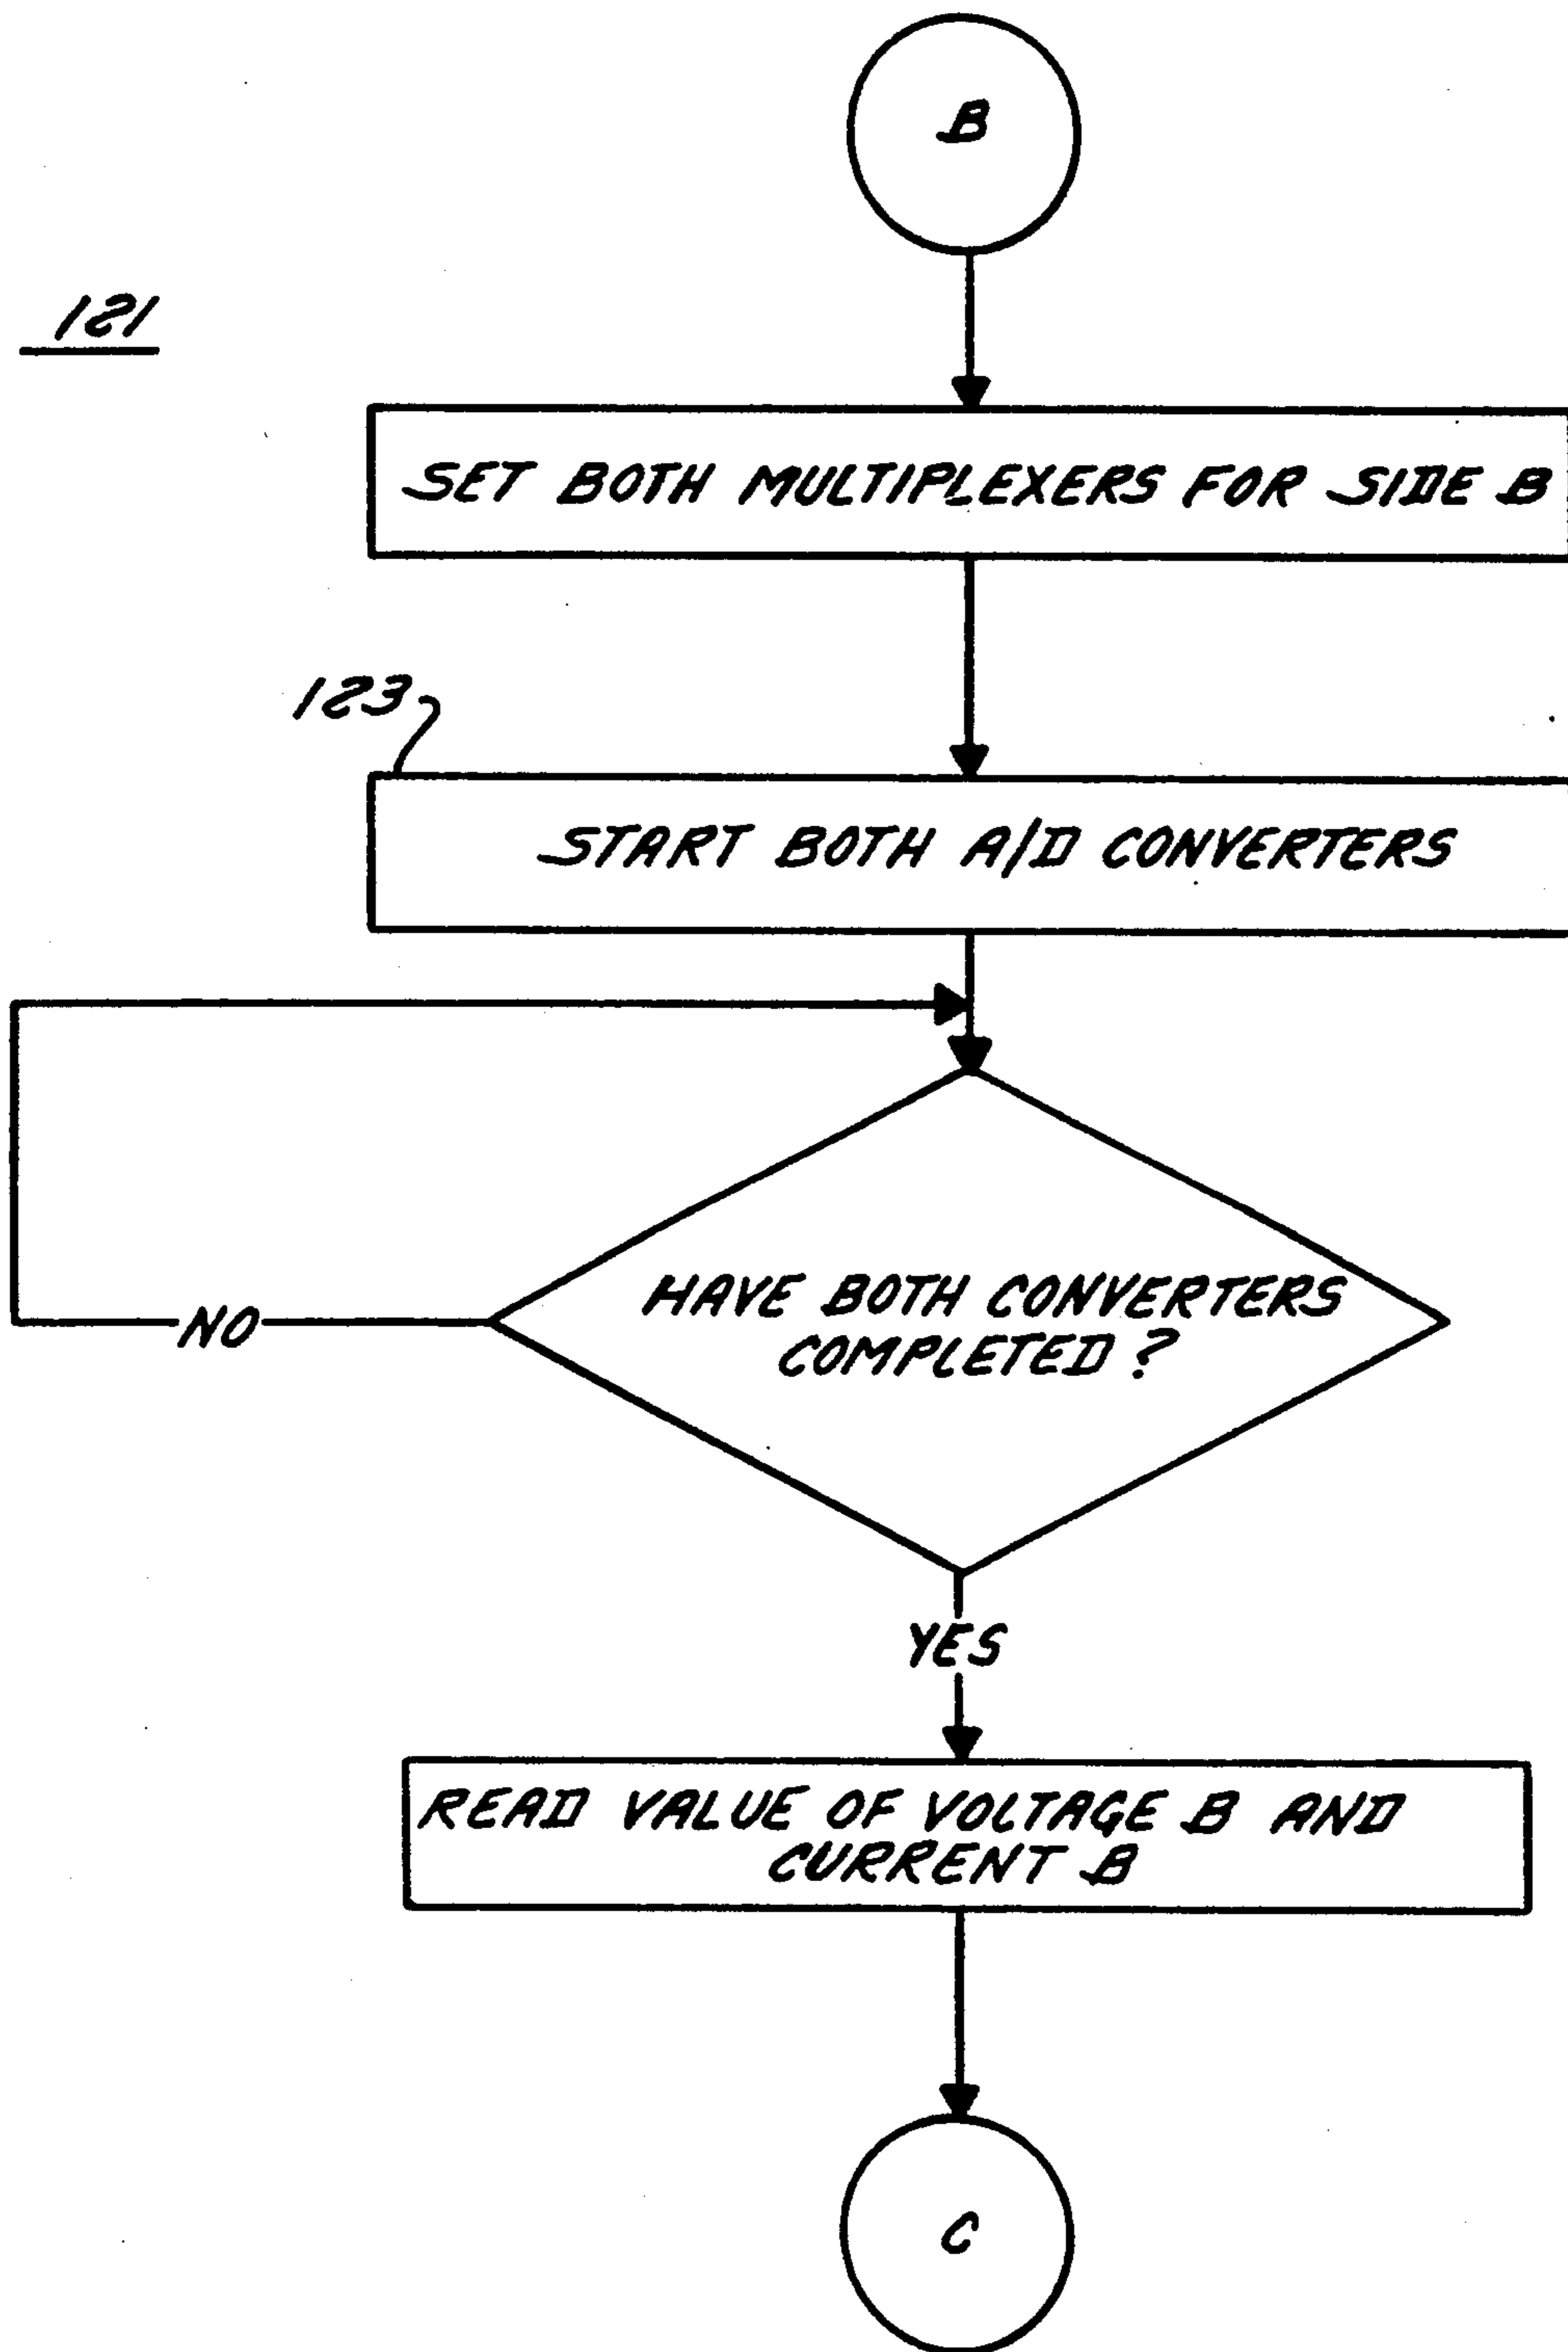 B
121
SET BOTH MULTIPLEXERS FOR SIDE B
123
START BOTH A/D CONVERTERS
HAVE BOTH CONVERTERS
COMPLETED?
NO
YES
READ VALUE OF VOLTAGE B AND
CURRENT B
C